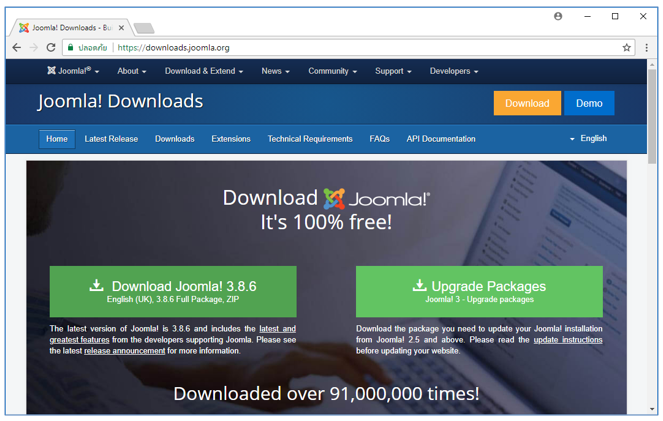 Joomla! Downloads - Bu
ปลอดภัย | https://downloads.joomla.org
Joomla!® About Download & Extend News Community Support Developers
Joomla! Downloads
Download Demo
Home Latest Release Downloads Extensions Technical Requirements FAQs API Documentation English
Download Joomla!®
It's 100% free!
Download Joomla! 3.8.6
English (UK), 3.8.6 Full Package, ZIP
The latest version of Joomla! is 3.8.6 and includes the latest and
greatest features from the developers supporting Joomla. Please see
the latest release announcement for more information.
Upgrade Packages
Joomla! 3 - Upgrade packages
Download the package you need to update your Joomla! installation
from Joomla! 2.5 and above. Please read the update instructions
before updating your website.
Downloaded over 91,000,000 times!